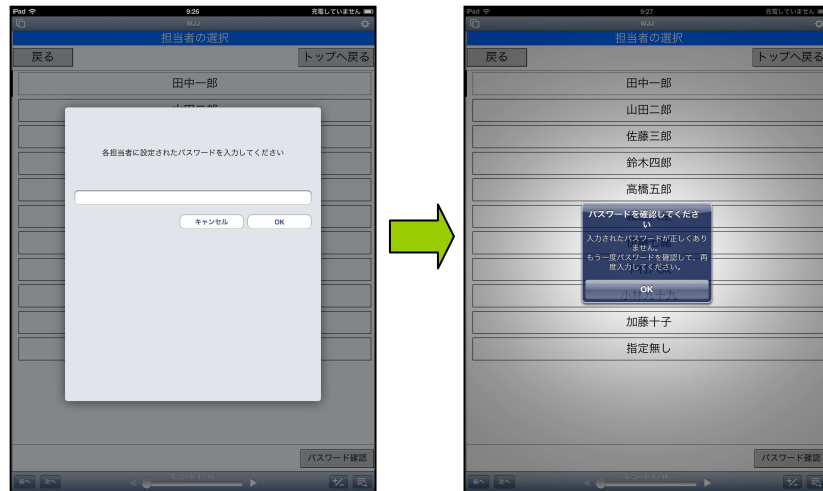 iPad 9:26 充電していません
WJJ
担当者の選択
戻る トップへ戻る
田中一郎
各担当者に設定されたパスワードを入力してください
キャンセル OK
パスワード確認
前へ 次へ
iPad 9:27 充電していません
WJJ
担当者の選択
戻る トップへ戻る
田中一郎
山田二郎
佐藤三郎
鈴木四郎
高橋五郎
パスワードを確認してくださ
い
入力されたパスワードが正しくあり
ません。
もう一度パスワードを確認して、再
度入力してください。
OK
加藤十子
指定無し
パスワード確認
前へ 次へ